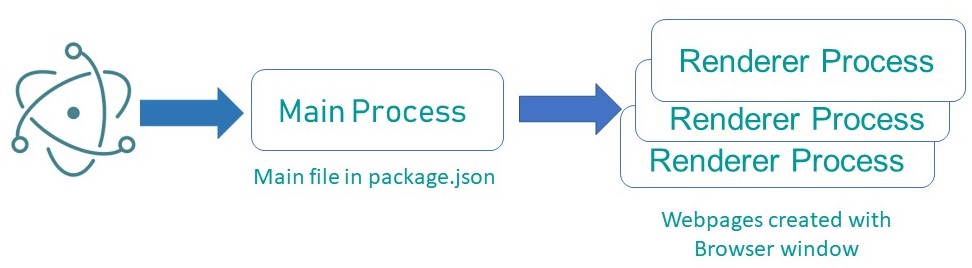 Main Process
Main file in package.json
Renderer Process
Renderer Process
Renderer Process
Webpages created with
Browser window